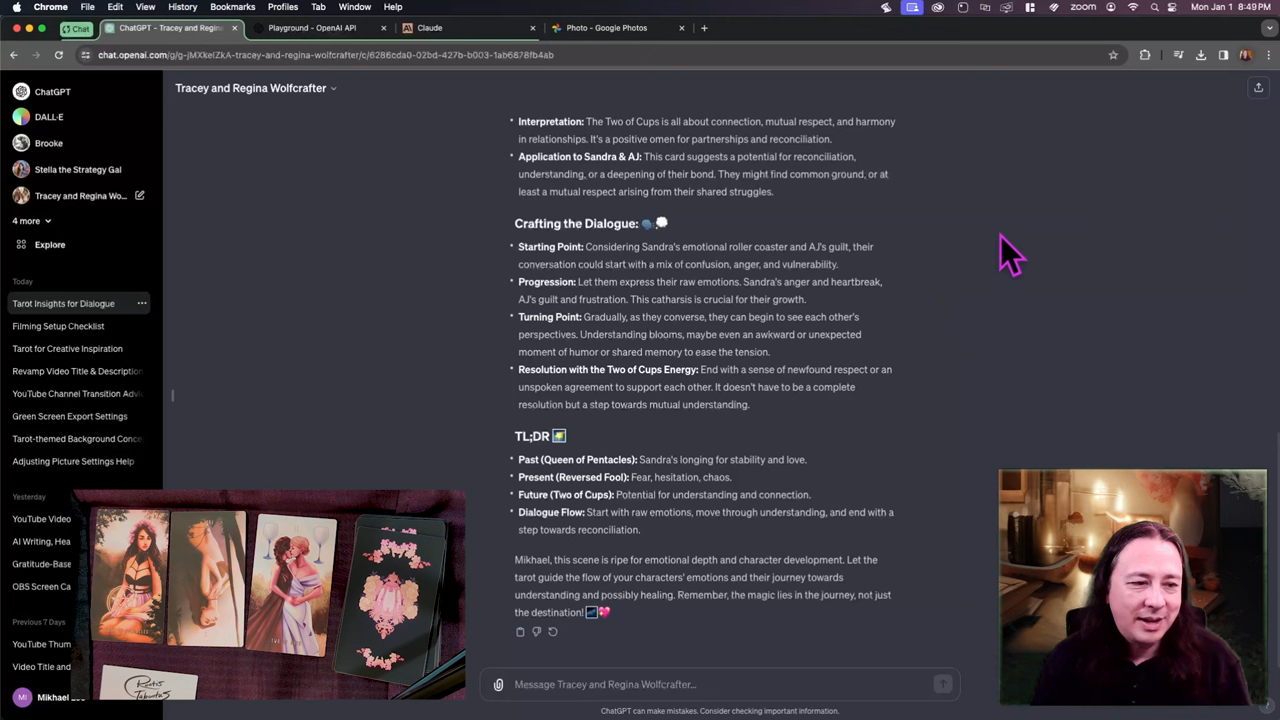 Chrome File Edit View History Bookmarks Profiles Tab Window Help
zoom
Mon Jan 1 8:49 PM
Chat
ChatGPT - Tracey and Regina
Playground - OpenAI API
Claude
Photo - Google Photos
chat.openai.com/g/g-jMXkeIZkA-tracey-and-regina-wolfcrafter/c/6286cda0-02bd-427b-b003-1ab6878fb4ab
ChatGPT
DALL·E
Brooke
Stella the Strategy Gal
Tracey and Regina Wo...
4 more
Explore
Today
Tarot Insights for Dialogue
Filming Setup Checklist
Tarot for Creative Inspiration
Revamp Video Title & Description
YouTube Channel Transition Advi
Green Screen Export Settings
Tarot-themed Background Conce
Adjusting Picture Settings Help
Yesterday
YouTube Video
AI Writing, Hea
Gratitude-Base
OBS Screen Ca
Previous 7 Days
YouTube Thum
Video Title and
MI Mikhael
Tracey and Regina Wolfcrafter
• Interpretation: The Two of Cups is all about connection, mutual respect, and harmony
in relationships. It's a positive omen for partnerships and reconciliation.
• Application to Sandra & AJ: This card suggests a potential for reconciliation,
understanding, or a deepening of their bond. They might find common ground, or at
least a mutual respect arising from their shared struggles.
Crafting the Dialogue: 🗣️💭
• Starting Point: Considering Sandra's emotional roller coaster and AJ's guilt, their
conversation could start with a mix of confusion, anger, and vulnerability.
• Progression: Let them express their raw emotions. Sandra's anger and heartbreak,
AJ's guilt and frustration. This catharsis is crucial for their growth.
• Turning Point: Gradually, as they converse, they can begin to see each other's
perspectives. Understanding blooms, maybe even an awkward or unexpected
moment of humor or shared memory to ease the tension.
• Resolution with the Two of Cups Energy: End with a sense of newfound respect or an
unspoken agreement to support each other. It doesn't have to be a complete
resolution but a step towards mutual understanding.
TL;DR
• Past (Queen of Pentacles): Sandra's longing for stability and love.
• Present (Reversed Fool): Fear, hesitation, chaos.
• Future (Two of Cups): Potential for understanding and connection.
• Dialogue Flow: Start with raw emotions, move through understanding, and end with a
step towards reconciliation.
Mikhael, this scene is ripe for emotional depth and character development. Let the
tarot guide the flow of your characters' emotions and their journey towards
understanding and possibly healing. Remember, the magic lies in the journey, not just
the destination!
Message Tracey and Regina Wolfcrafter...
ChatGPT can make mistakes. Consider checking important information.